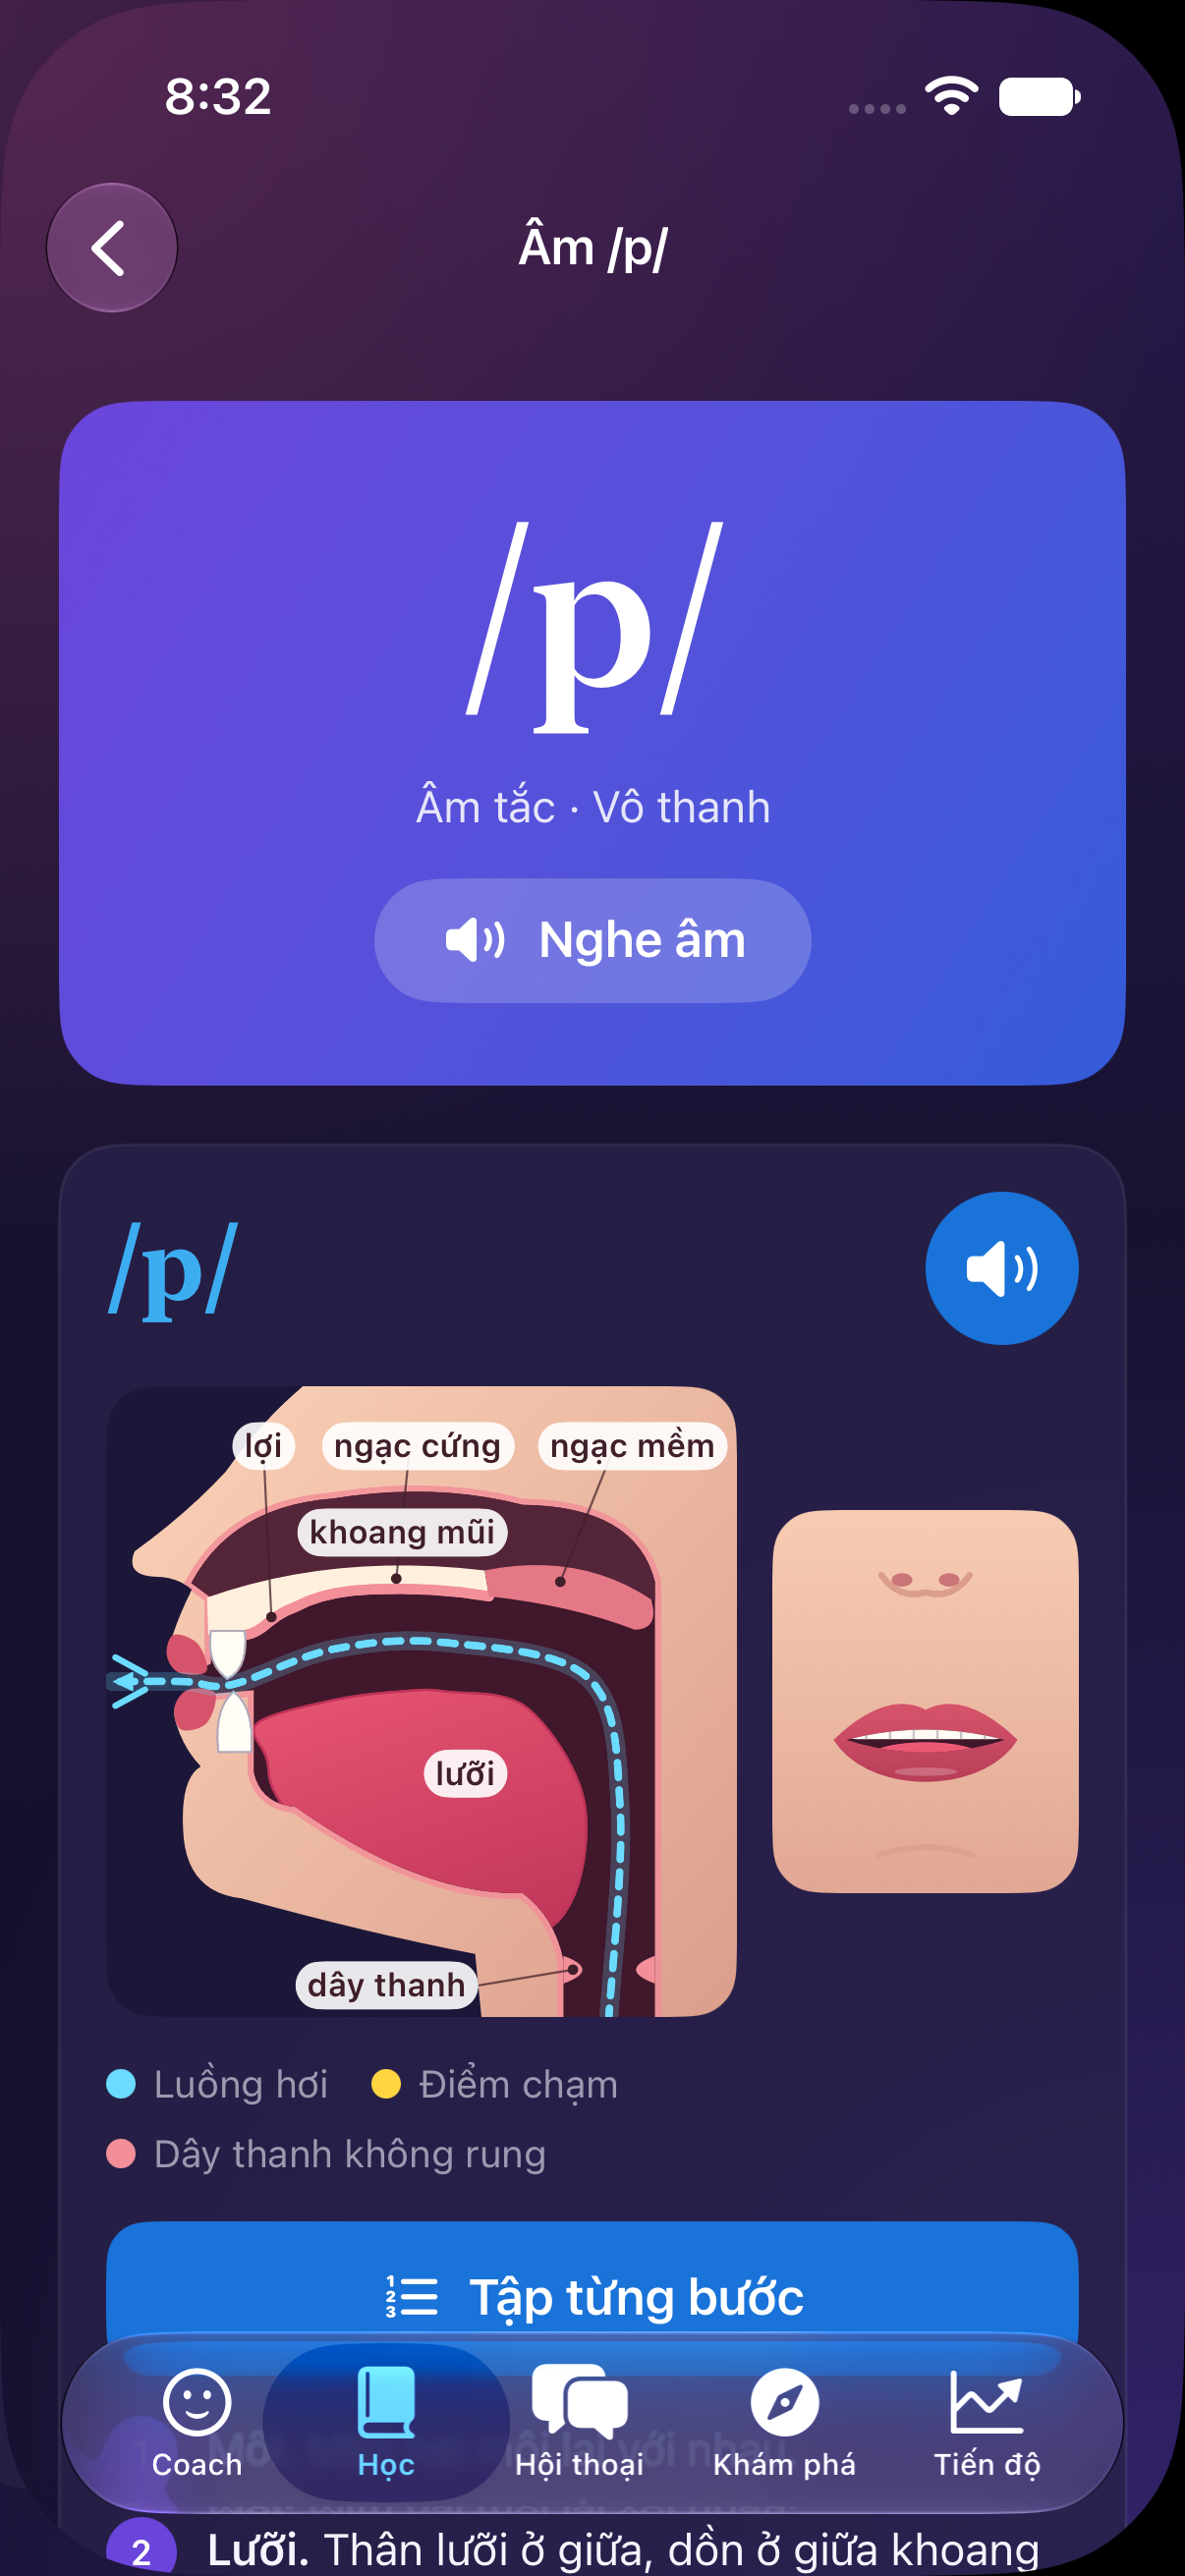 8:32
Âm /p/
/p/
Âm tắc · Vô thanh
Nghe âm
/p/
lợi
ngạc cứng
ngạc mềm
khoang mũi
lưỡi
dây thanh
Luồng hơi
Điểm chạm
Dây thanh không rung
Tập từng bước
Coach
Học
Hội thoại
Khám phá
Tiến độ
2
Lưỡi. Thân lưỡi ở giữa, dồn ở giữa khoang